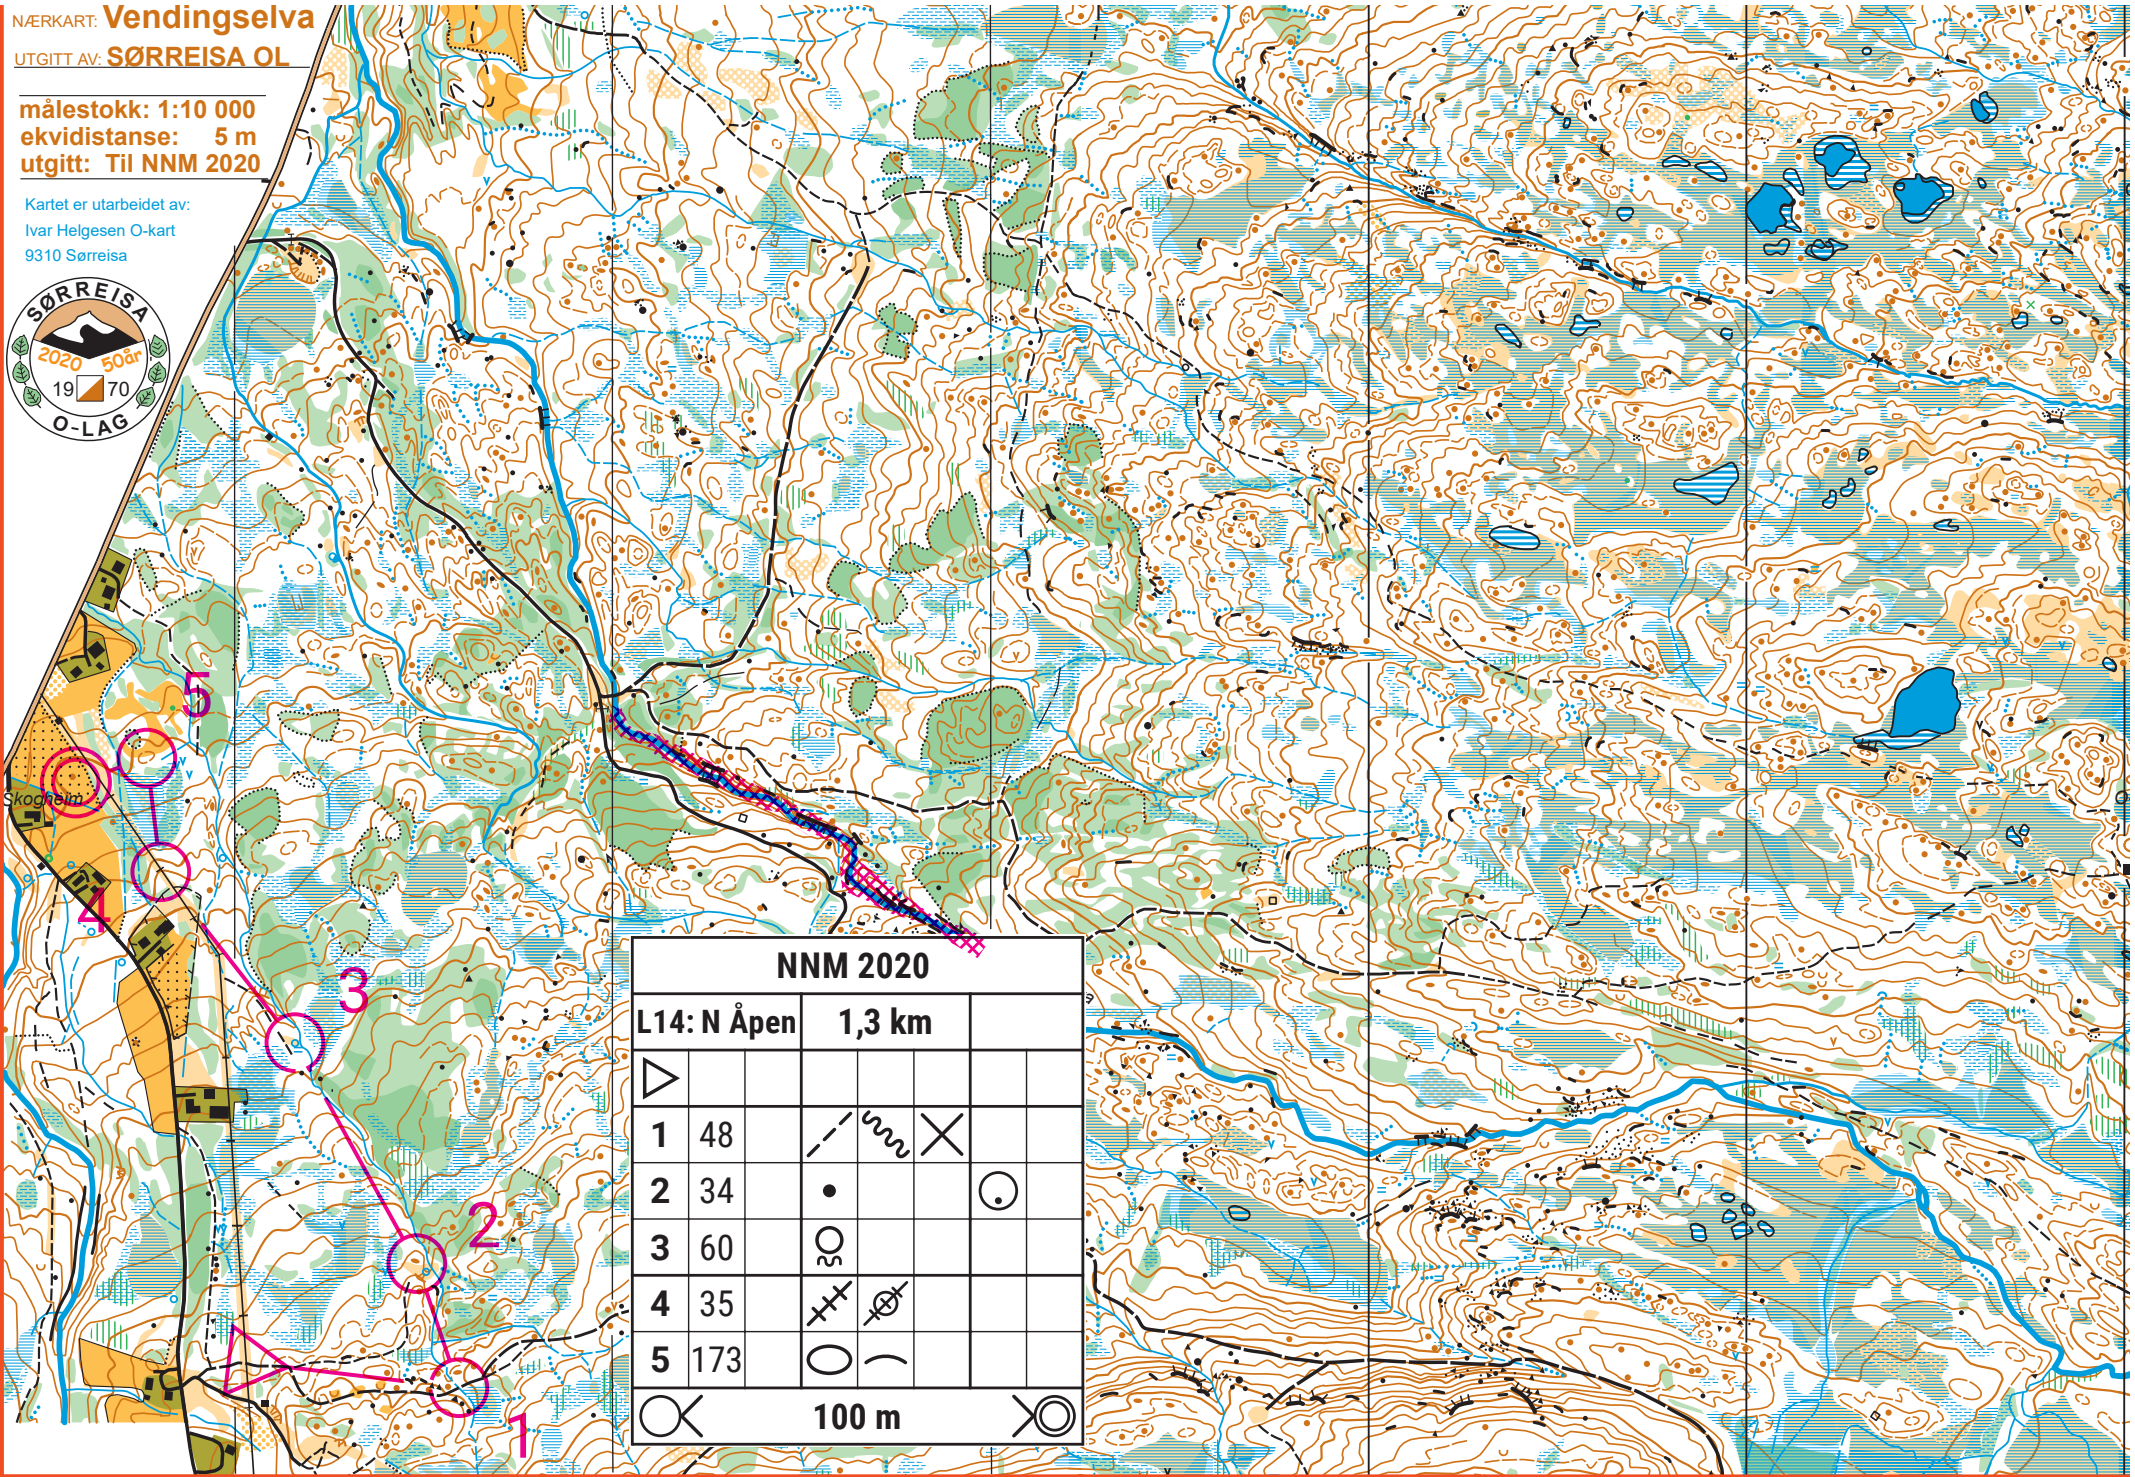 NÆRKART: Vendingselva
UTGITT AV: SØRREISA OL
målestokk: 1:10 000
ekvidistanse: 5 m
utgitt: Til NNM 2020
Kartet er utarbeidet av:
Ivar Helgesen O-kart
9310 Sørreisa
SØRREISA
2020 50år
19 70
O-LAG
5
Skogheim
4
3
2
1
NNM 2020
L14: N Åpen 1,3 km
1 48
2 34
3 60
4 35
5 173
100 m